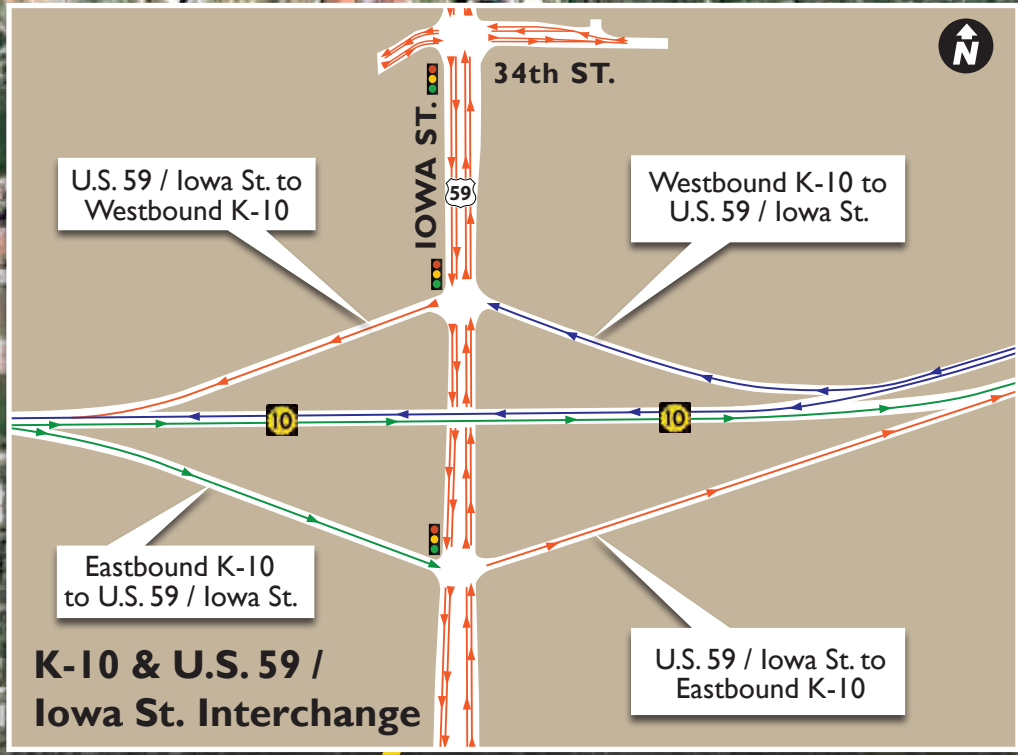 N
34th ST.
IOWA ST.
U.S. 59 / Iowa St. to
Westbound K-10
59
Westbound K-10 to
U.S. 59 / Iowa St.
10
10
Eastbound K-10
to U.S. 59 / Iowa St.
U.S. 59 / Iowa St. to
Eastbound K-10
K-10 & U.S. 59 /
Iowa St. Interchange